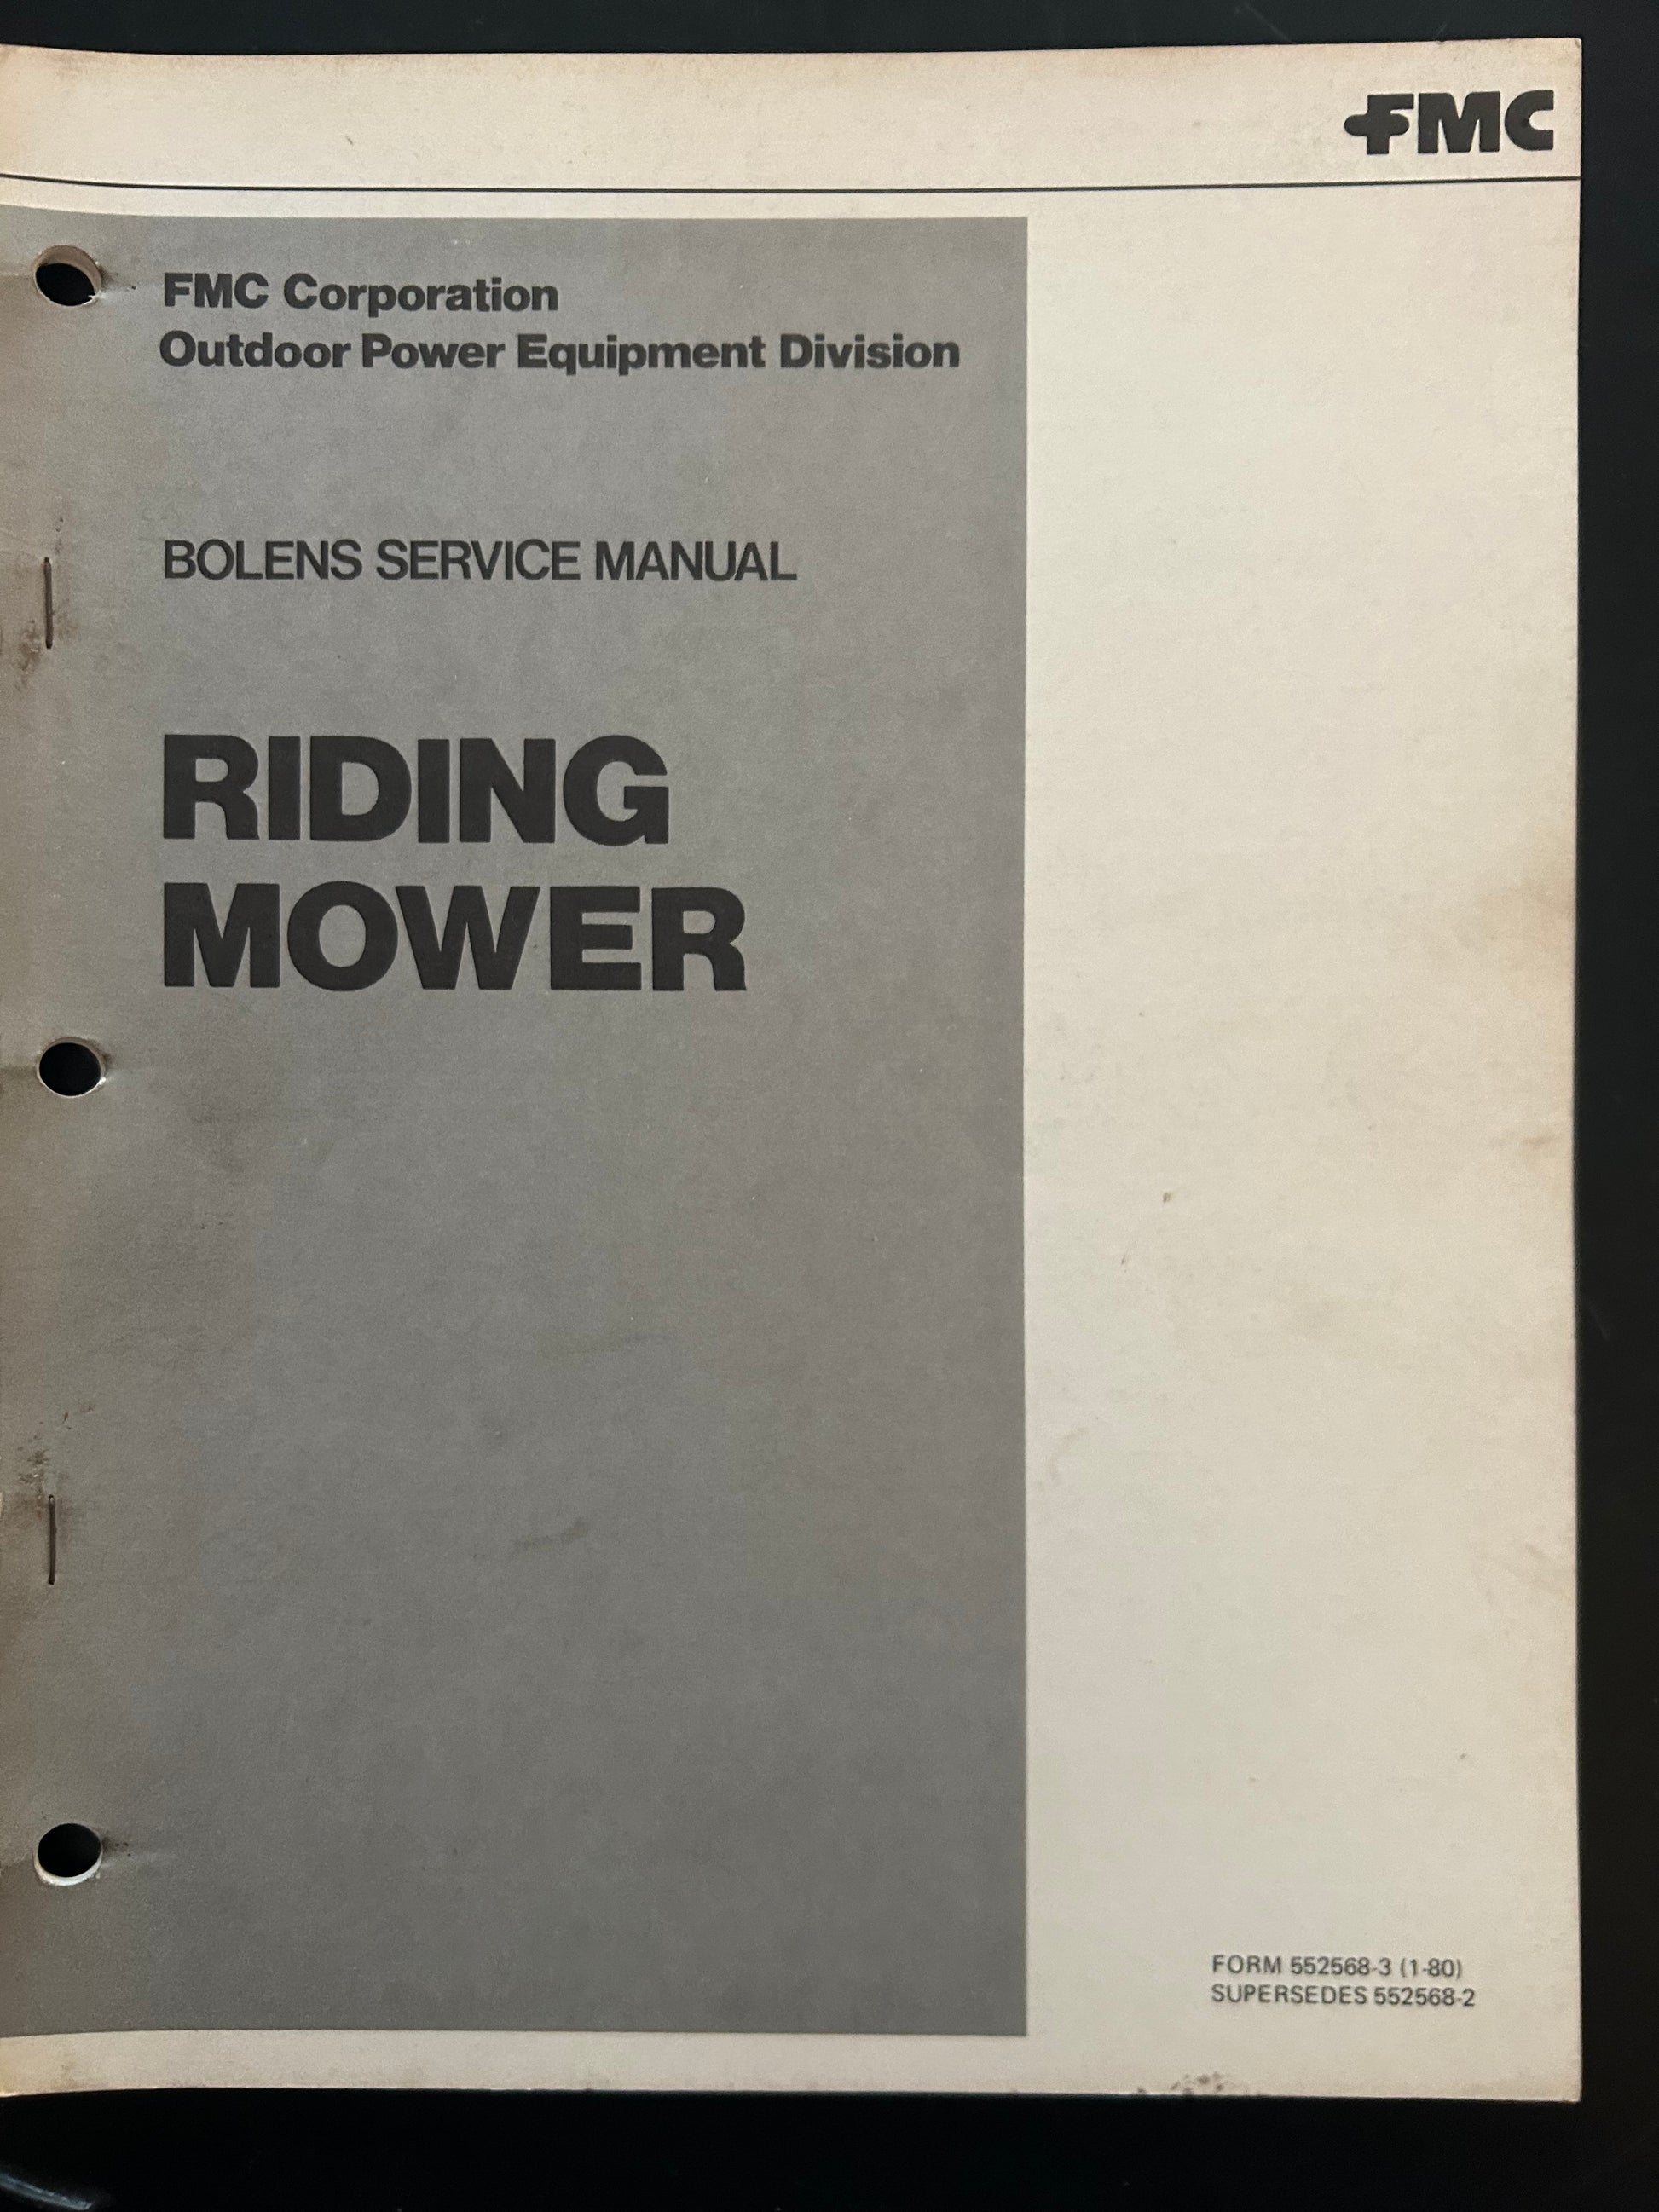 FMC
FMC Corporation
Outdoor Power Equipment Division
BOLENS SERVICE MANUAL
RIDING
MOWER
FORM 552568-3 (1-80)
SUPERSEDES 552568-2